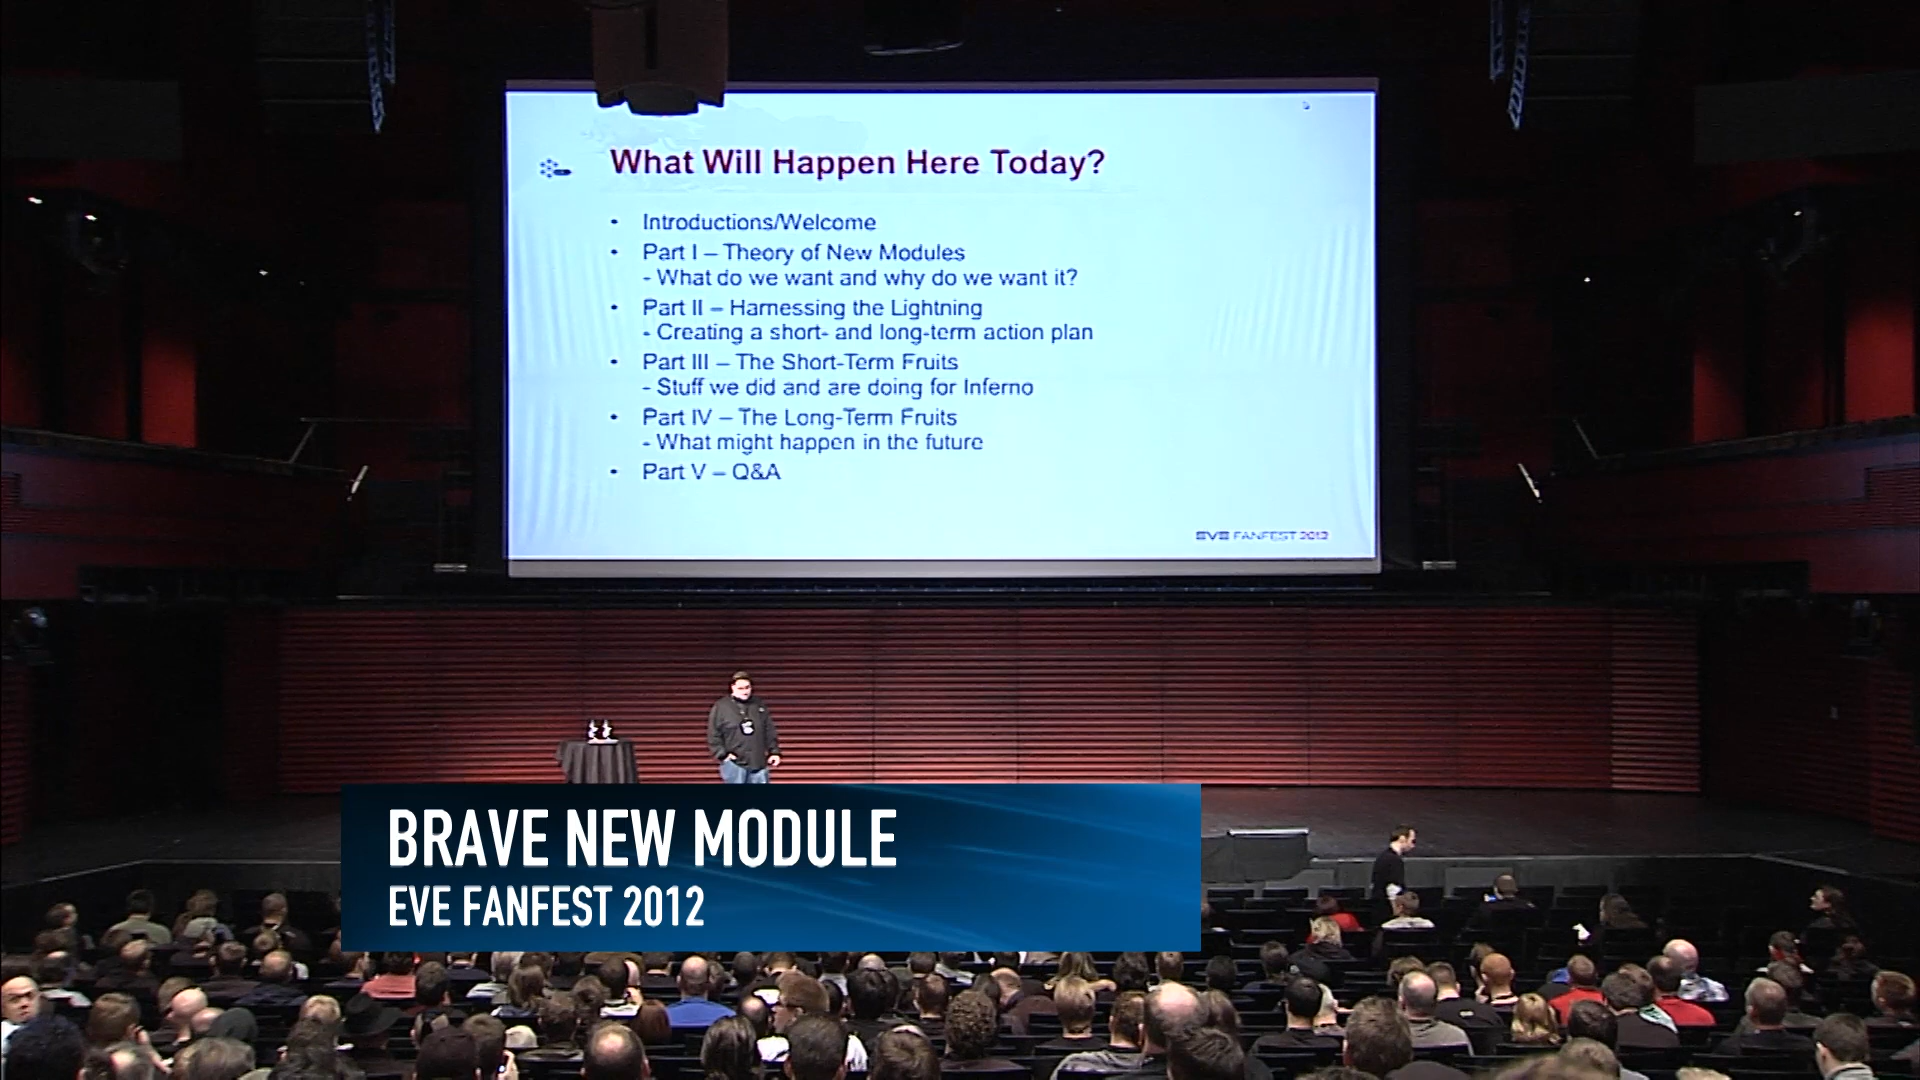 What Will Happen Here Today?
• Introductions/Welcome
• Part I – Theory of New Modules
- What do we want and why do we want it?
• Part II – Harnessing the Lightning
- Creating a short- and long-term action plan
• Part III – The Short-Term Fruits
- Stuff we did and are doing for Inferno
• Part IV – The Long-Term Fruits
- What might happen in the future
• Part V – Q&A
EVE FANFEST 2012
BRAVE NEW MODULE
EVE FANFEST 2012